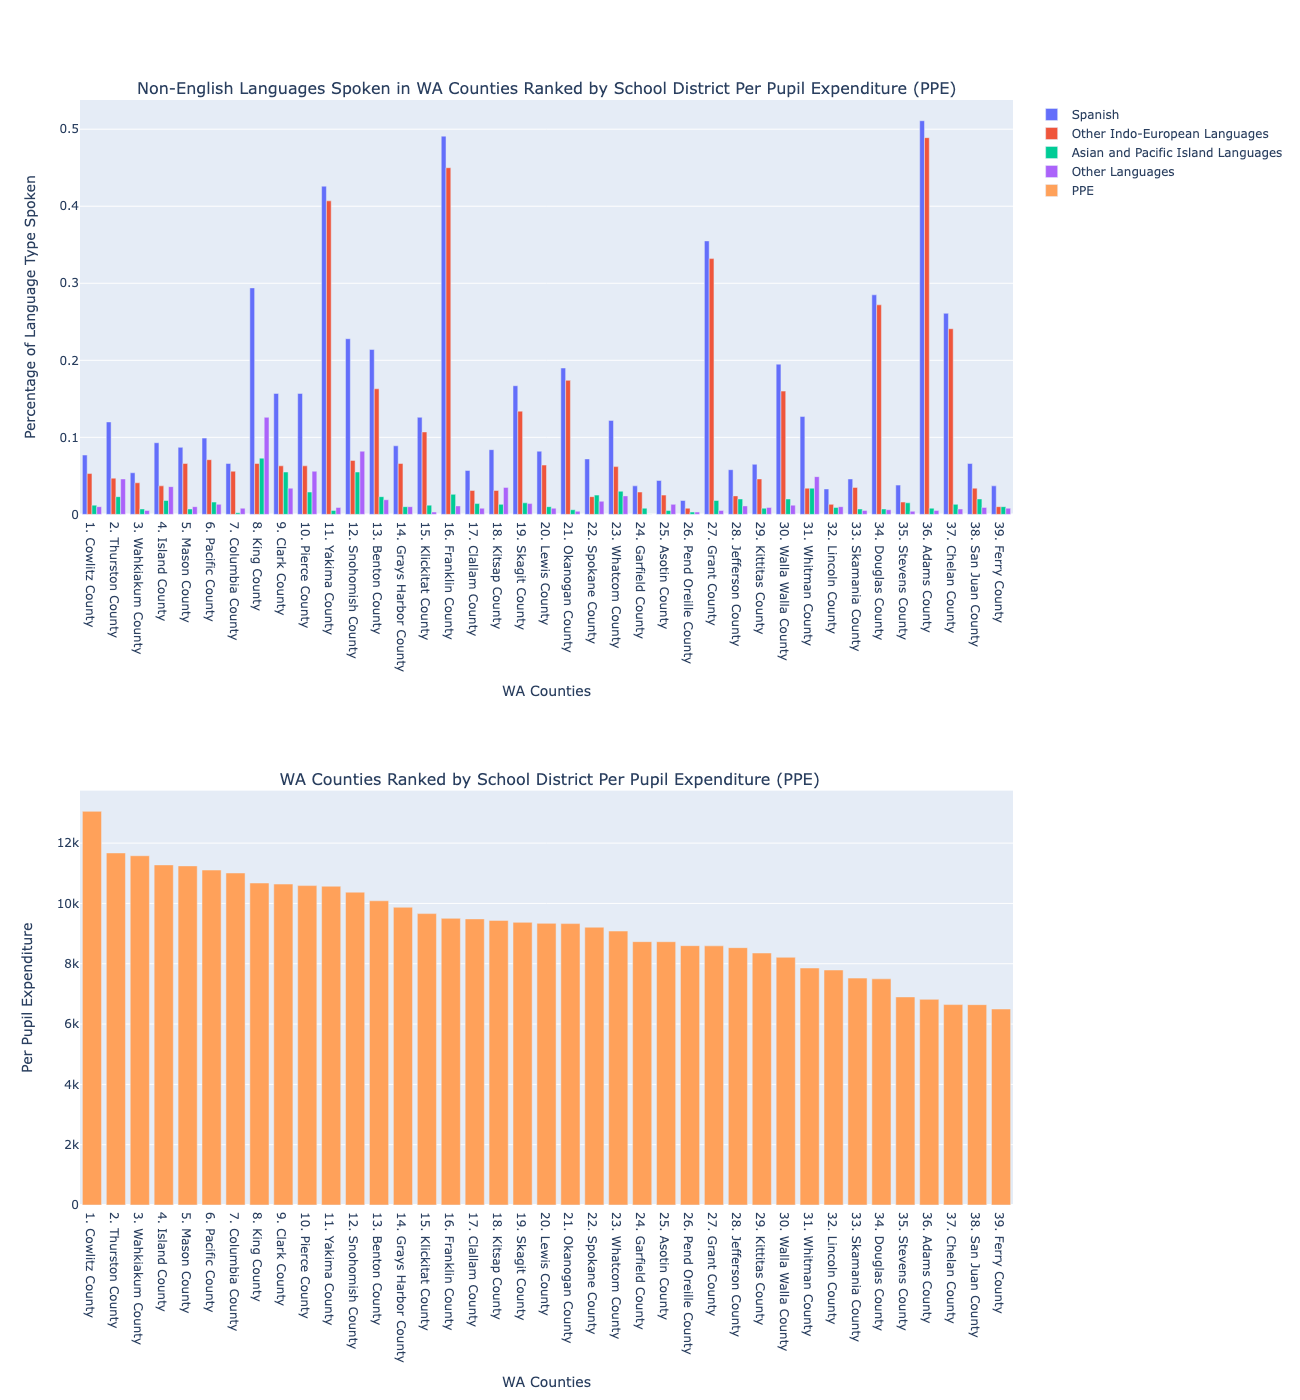 Non-English Languages Spoken in WA Counties Ranked by School District Per Pupil Expenditure (PPE)
Spanish
Other Indo-European Languages
Asian and Pacific Island Languages
Other Languages
PPE
Percentage of Language Type Spoken
0.5
0.4
0.3
0.2
0.1
0
1. Cowlitz County
2. Thurston County
3. Wahkiakum County
4. Island County
5. Mason County
6. Pacific County
7. Columbia County
8. King County
9. Clark County
10. Pierce County
11. Yakima County
12. Snohomish County
13. Benton County
14. Grays Harbor County
15. Klickitat County
16. Franklin County
17. Clallam County
18. Kitsap County
19. Skagit County
20. Lewis County
21. Okanogan County
22. Spokane County
23. Whatcom County
24. Garfield County
25. Asotin County
26. Pend Oreille County
27. Grant County
28. Jefferson County
29. Kittitas County
30. Walla Walla County
31. Whitman County
32. Lincoln County
33. Skamania County
34. Douglas County
35. Stevens County
36. Adams County
37. Chelan County
38. San Juan County
39. Ferry County
WA Counties
WA Counties Ranked by School District Per Pupil Expenditure (PPE)
Per Pupil Expenditure
12k
10k
8k
6k
4k
2k
0
1. Cowlitz County
2. Thurston County
3. Wahkiakum County
4. Island County
5. Mason County
6. Pacific County
7. Columbia County
8. King County
9. Clark County
10. Pierce County
11. Yakima County
12. Snohomish County
13. Benton County
14. Grays Harbor County
15. Klickitat County
16. Franklin County
17. Clallam County
18. Kitsap County
19. Skagit County
20. Lewis County
21. Okanogan County
22. Spokane County
23. Whatcom County
24. Garfield County
25. Asotin County
26. Pend Oreille County
27. Grant County
28. Jefferson County
29. Kittitas County
30. Walla Walla County
31. Whitman County
32. Lincoln County
33. Skamania County
34. Douglas County
35. Stevens County
36. Adams County
37. Chelan County
38. San Juan County
39. Ferry County
WA Counties